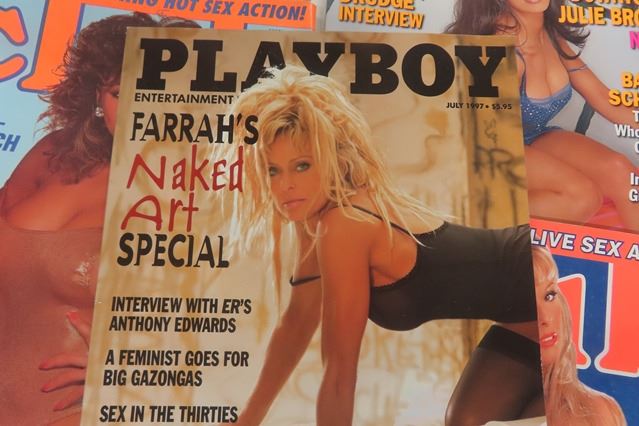 HOT SEX ACTION!
DRUDGE
INTERVIEW
JULIE
PLAYBOY
ENTERTAINMENT
JULY 1997 • $5.95
FARRAH'S
Naked
Art
SPECIAL
INTERVIEW WITH ER'S
ANTHONY EDWARDS
A FEMINIST GOES FOR
BIG GAZONGAS
SEX IN THE THIRTIES
LIVE SEX